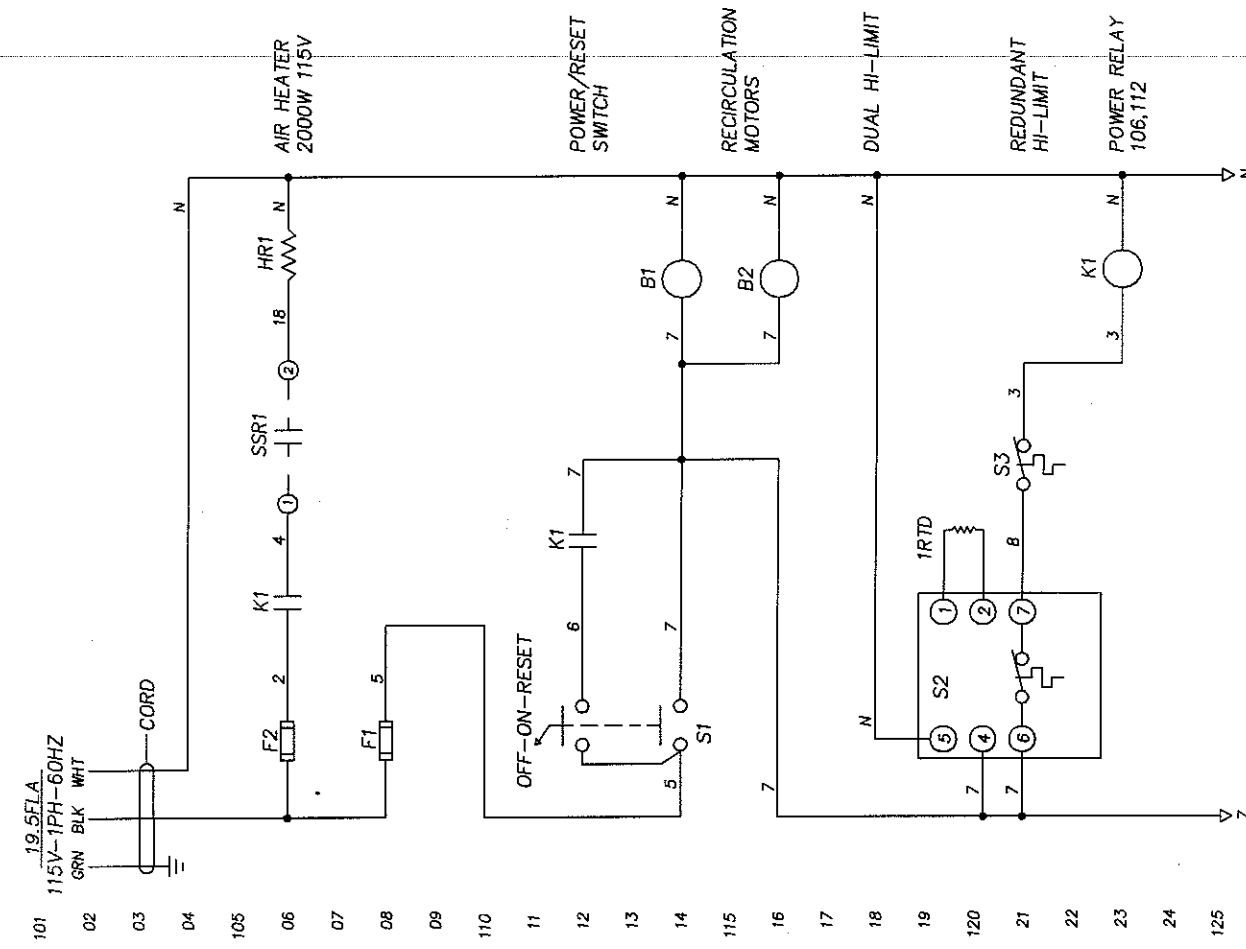 19.5FLA
115V-1PH-60HZ
GRN BLK WHT
CORD
101
02
03
04
N
105
06
F2
2
K1
4
1
SSR1
2
18
HR1
N
AIR HEATER
2000W 115V
07
08
F1
5
09
110
11
OFF-ON-RESET
12
6
K1
7
POWER/RESET
SWITCH
13
14
5
S1
7
7
B1
N
115
RECIRCULATION
MOTORS
16
7
7
B2
N
17
18
N
N
DUAL HI-LIMIT
19
5
S2
1
1RTD
120
7
4
2
21
7
6
7
8
S3
3
REDUNDANT
HI-LIMIT
22
23
3
K1
N
POWER RELAY
106,112
24
125
7
N